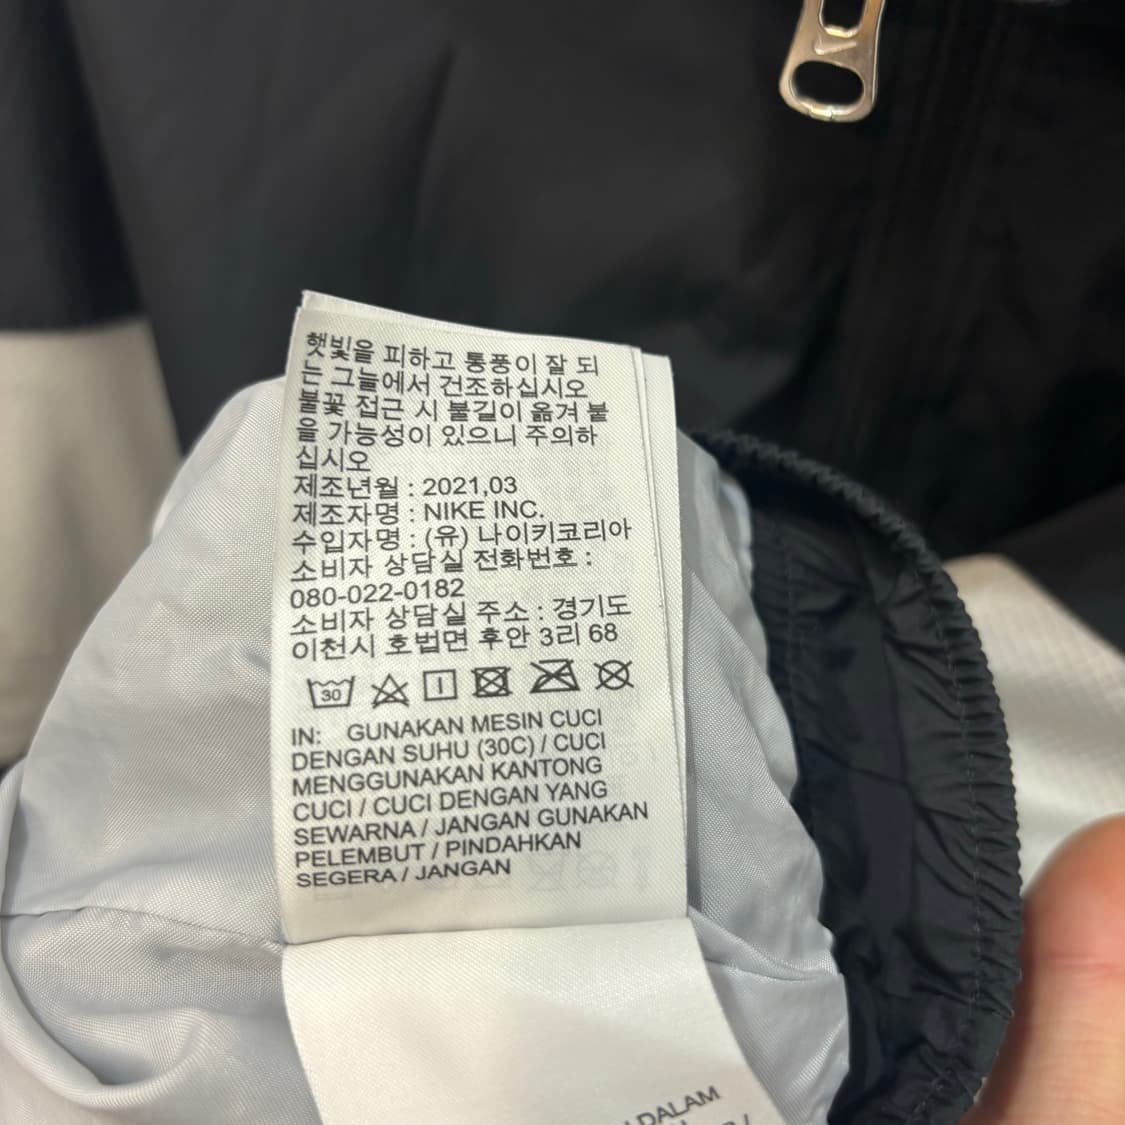 햇빛을 피하고 통풍이 잘 되
는 그늘에서 건조하십시오
불꽃 접근 시 불길이 옮겨 붙
을 가능성이 있으니 주의하
십시오
제조년월 : 2021,03
제조자명 : NIKE INC.
수입자명 : (유) 나이키코리아
소비자 상담실 전화번호 :
080-022-0182
소비자 상담실 주소 : 경기도
이천시 호법면 후안 3리 68
30
IN: GUNAKAN MESIN CUCI
DENGAN SUHU (30C) / CUCI
MENGGUNAKAN KANTONG
CUCI / CUCI DENGAN YANG
SEWARNA / JANGAN GUNAKAN
PELEMBUT / PINDAHKAN
SEGERA / JANGAN
DALAM